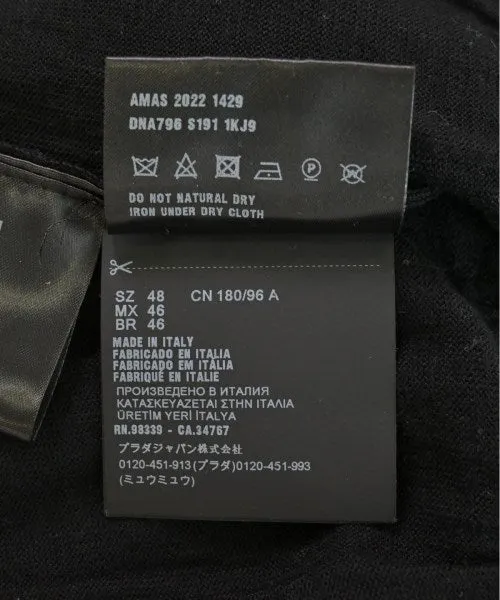 AMAS 2022 1429
DNA796 S191 1KJ9
DO NOT NATURAL DRY
IRON UNDER DRY CLOTH
SZ 48 CN 180/96 A
MX 46
BR 46
MADE IN ITALY
FABRICADO EN ITALIA
FABRICADO EM ITÁLIA
FABRIQUÉ EN ITALIE
ПРОИЗВЕДЕНО В ИТАЛИЯ
ΚΑΤΑΣΚΕΥΑΖΕΤΑΙ ΣΤΗΝ ΙΤΑΛΙΑ
ÜRETİM YERİ İTALYA
RN.98339 - CA.34767
プラダジャパン株式会社
0120-451-913(プラダ)0120-451-993
(ミュウミュウ)